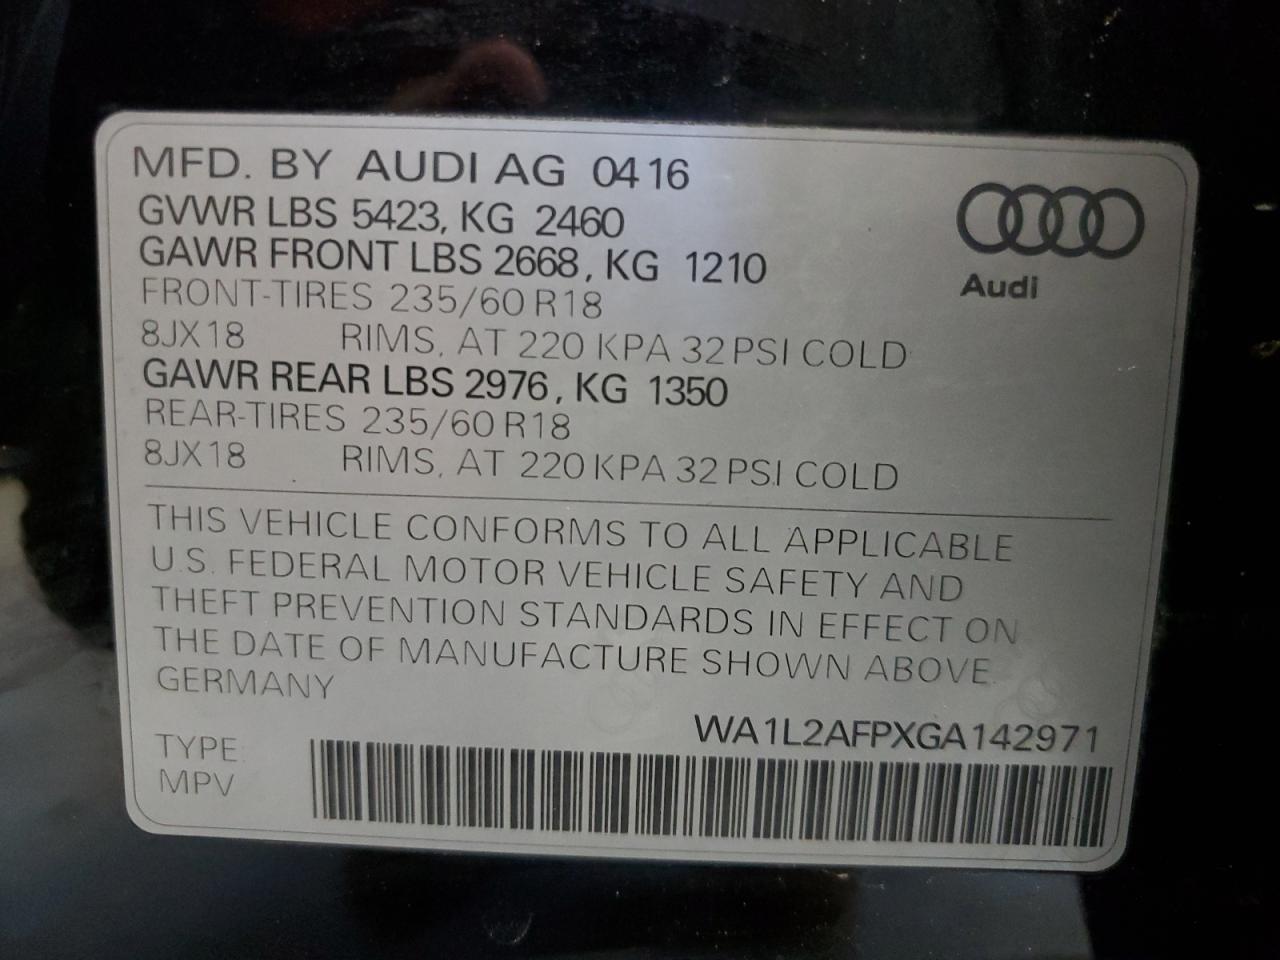 MFD. BY AUDI AG 04 16
GVWR LBS 5423, KG 2460
GAWR FRONT LBS 2668, KG 1210
FRONT-TIRES 235/60 R18
8JX18 RIMS, AT 220 KPA 32 PSI COLD
GAWR REAR LBS 2976, KG 1350
REAR-TIRES 235/60 R18
8JX18 RIMS, AT 220 KPA 32 PSI COLD
Audi
THIS VEHICLE CONFORMS TO ALL APPLICABLE
U.S. FEDERAL MOTOR VEHICLE SAFETY AND
THEFT PREVENTION STANDARDS IN EFFECT ON
THE DATE OF MANUFACTURE SHOWN ABOVE.
GERMANY
WA1L2AFPXGA142971
TYPE:
MPV